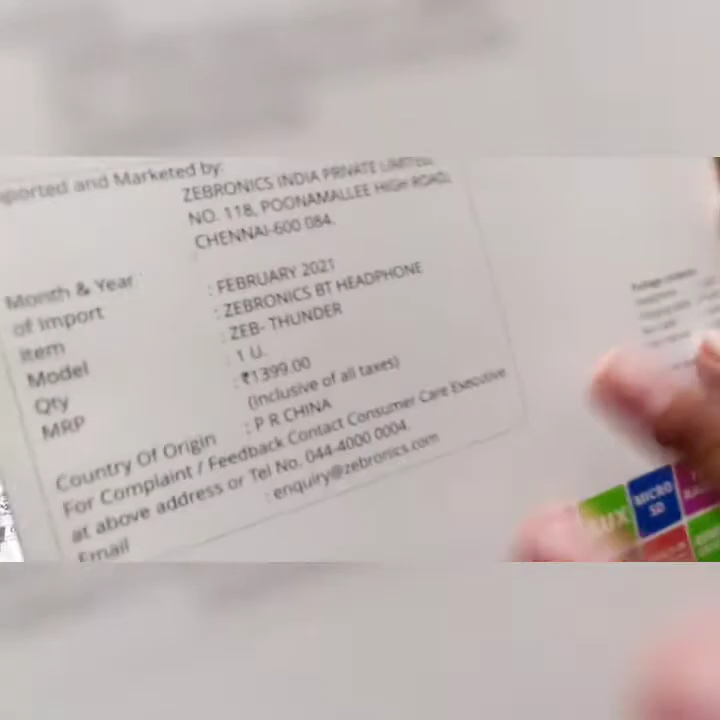 ported and Marketed by:
ZEBRONICS INDIA PRIVATE LIMITED,
NO. 118, POONAMALLEE HIGH ROAD,
CHENNAI-600 084.
Month & Year
of Import : FEBRUARY 2021
Item : ZEBRONICS BT HEADPHONE
Model : ZEB- THUNDER
Qty : 1 U.
MRP : ₹1399.00
(Inclusive of all taxes)
Country Of Origin : P R CHINA
For Complaint / Feedback Contact Consumer Care Executive
at above address or Tel No. 044-4000 0004.
Email : enquiry@zebronics.com
AUX
MICRO
SD